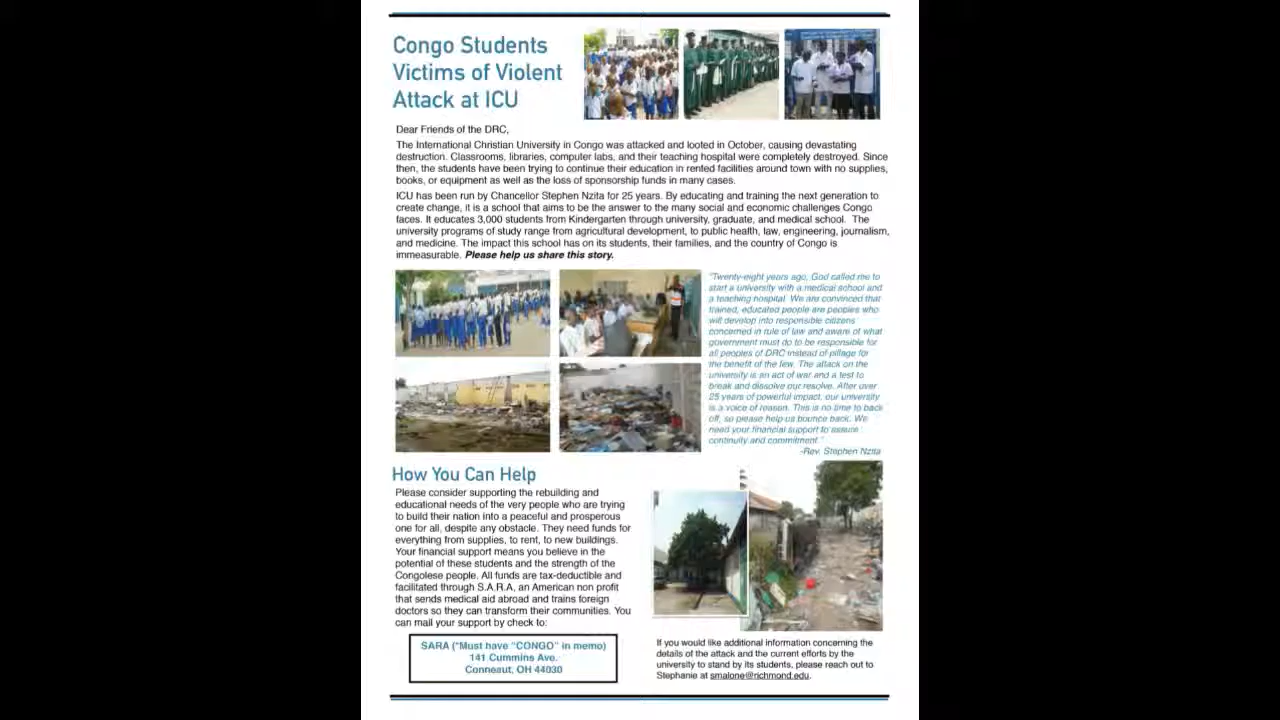 Congo Students
Victims of Violent
Attack at ICU
Dear Friends of the DRC,
The International Christian University in Congo was attacked and looted in October, causing devastating
destruction. Classrooms, libraries, computer labs, and their teaching hospital were completely destroyed. Since
then, the students have been trying to continue their education in rented facilities around town with no supplies,
books, or equipment as well as the loss of sponsorship funds in many cases.
ICU has been run by Chancellor Stephen Nzita for 25 years. By educating and training the next generation to
create change, it is a school that aims to be the answer to the many social and economic challenges Congo
faces. It educates 3,000 students from Kindergarten through university, graduate, and medical school. The
university programs of study range from agricultural development, to public health, law, engineering, journalism,
and medicine. The impact this school has on its students, their families, and the country of Congo is
immeasurable. Please help us share this story.
"Twenty-eight years ago, God called me to
start a university with a medical school and
a teaching hospital. We are convinced that
trained, educated people are peoples who
will develop into responsible citizens
concerned in rule of law and aware of what
government must do to be responsible for
all peoples of DRC instead of pillage for
the benefit of the few. The attack on the
university is an act of war and a test to
break and dissolve our resolve. After over
25 years of powerful impact, our university
is a voice of reason. This is no time to back
off, so please help us bounce back. We
need your financial support to assure
continuity and commitment."
-Rev. Stephen Nzita
How You Can Help
Please consider supporting the rebuilding and
educational needs of the very people who are trying
to build their nation into a peaceful and prosperous
one for all, despite any obstacle. They need funds for
everything from supplies, to rent, to new buildings.
Your financial support means you believe in the
potential of these students and the strength of the
Congolese people. All funds are tax-deductible and
facilitated through S.A.R.A, an American non profit
that sends medical aid abroad and trains foreign
doctors so they can transform their communities. You
can mail your support by check to:
SARA (*Must have "CONGO" in memo)
141 Cummins Ave.
Conneaut, OH 44030
If you would like additional information concerning the
details of the attack and the current efforts by the
university to stand by its students, please reach out to
Stephanie at smalone@richmond.edu.